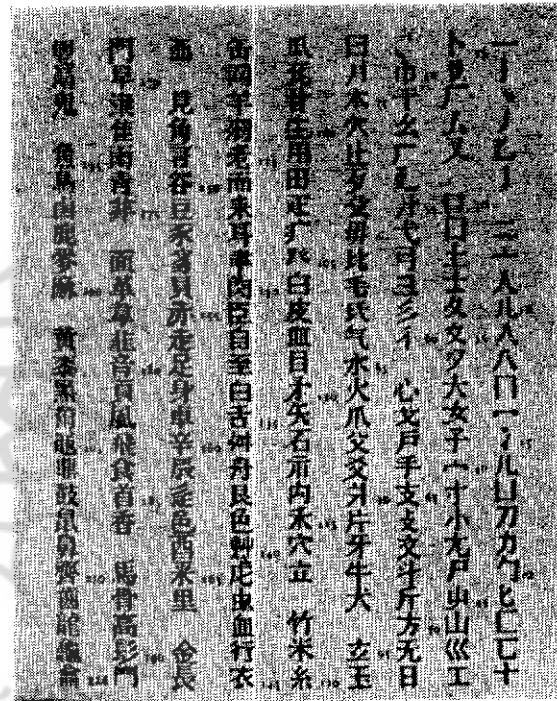 一丨丶丿乙亅 二亠人儿入八冂冖冫几凵刀力勹匕匚匸十
卜卩厂厶又 口囗土士夂夊夕大女子宀寸小尢尸屮山巛工
巾干幺广廴廾弋弓彐彡彳 心戈戶手支攴文斗斤方无日
曰月木欠止歹殳毋比毛氏气水火爪父爻爿片牙牛犬 玄玉
瓜瓦甘生用田疋疒癶白皮皿目矛矢石示禸禾穴立 竹米糸
缶网羊羽老而耒耳聿肉臣自至臼舌舛舟艮色艸虍虫血行衣
襾 見角言谷豆豕豸貝赤走足身車辛辰辵邑酉釆里 金長
門阜隶隹雨青非 面革韋韭音頁風飛食首香 馬骨高髟鬥
鬯鬲鬼 魚鳥鹵鹿麥麻 黃黍黑黹黽鼎鼓鼠鼻齊齒龍龜龠